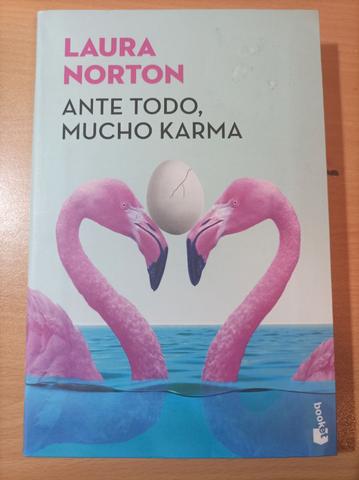 LAURA
NORTON
ANTE TODO,
MUCHO KARMA
booket